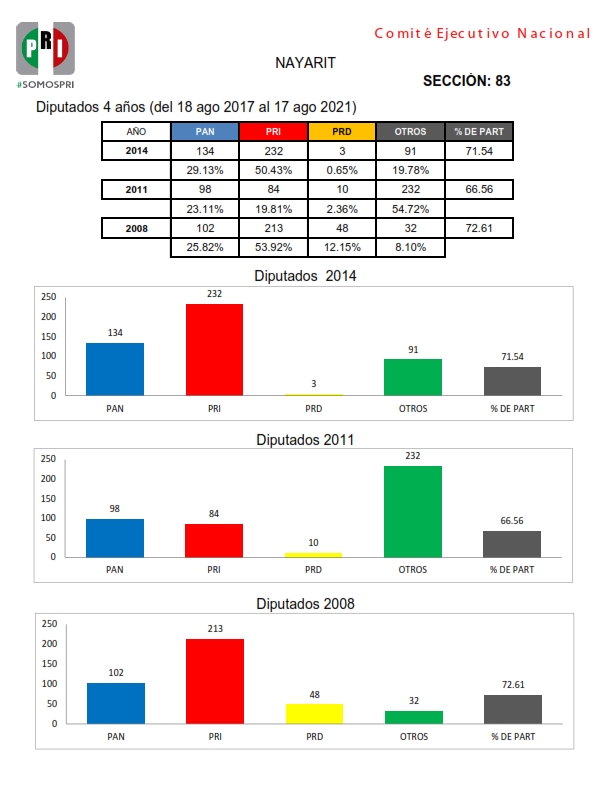 Comité Ejecutivo Nacional
PRI
#SOMOSPRI
NAYARIT
SECCIÓN: 83
Diputados 4 años (del 18 ago 2017 al 17 ago 2021)
AÑO PAN PRI PRD OTROS % DE PART
2014 134 232 3 91 71.54
29.13% 50.43% 0.65% 19.78%
2011 98 84 10 232 66.56
23.11% 19.81% 2.36% 54.72%
2008 102 213 48 32 72.61
25.82% 53.92% 12.15% 8.10%
Diputados 2014
250
200
150
100
50
0
134 232 3 91 71.54
PAN PRI PRD OTROS % DE PART
Diputados 2011
250
200
150
100
50
0
98 84 10 232 66.56
PAN PRI PRD OTROS % DE PART
Diputados 2008
250
200
150
100
50
0
102 213 48 32 72.61
PAN PRI PRD OTROS % DE PART